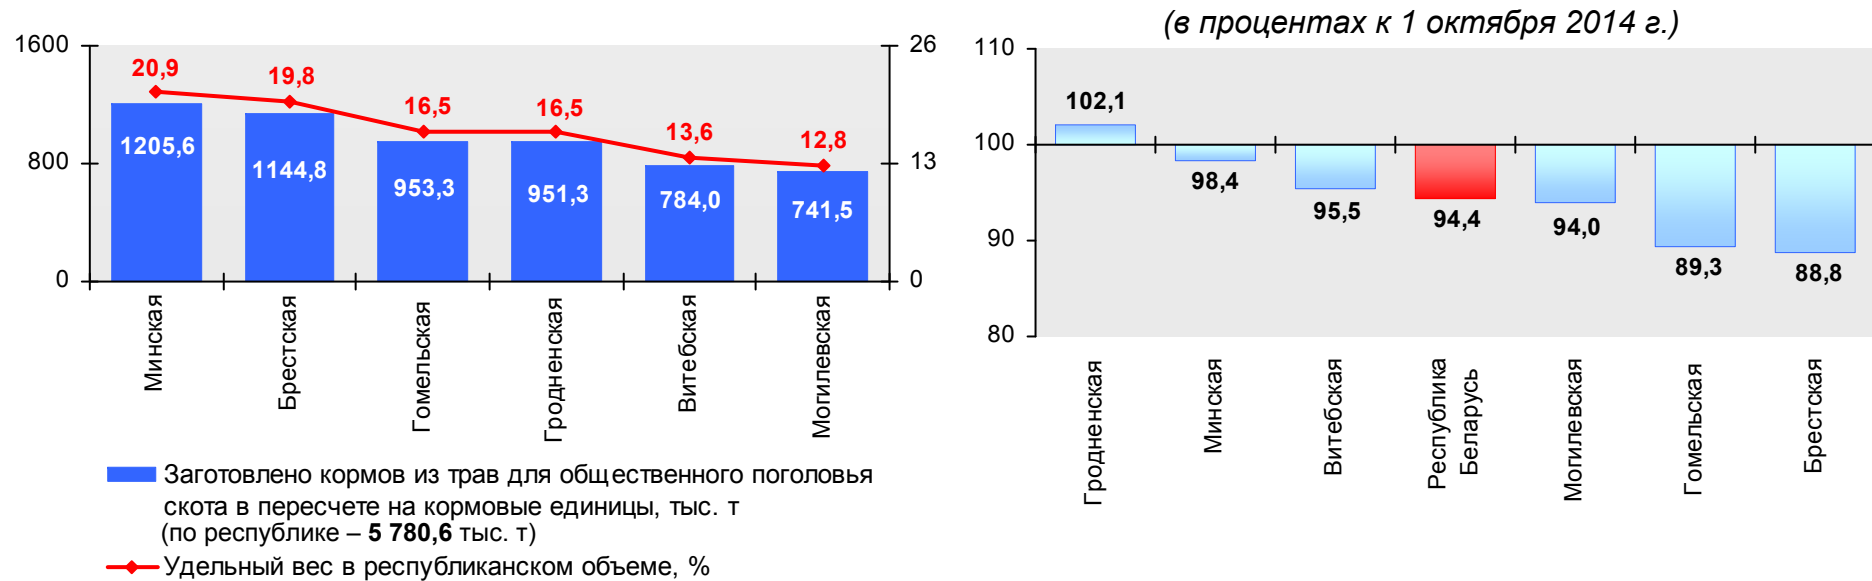 1600
800
0
20,9
19,8
16,5
16,5
13,6
12,8
1205,6
1144,8
953,3
951,3
784,0
741,5
26
13
0
Минская
Брестская
Гомельская
Гродненская
Витебская
Могилевская
Заготовлено кормов из трав для общественного поголовья
скота в пересчете на кормовые единицы, тыс. т
(по республике – 5 780,6 тыс. т)
Удельный вес в республиканском объеме, %
(в процентах к 1 октября 2014 г.)
110
100
90
80
102,1
98,4
95,5
94,4
94,0
89,3
88,8
Гродненская
Минская
Витебская
Республика
Беларусь
Могилевская
Гомельская
Брестская